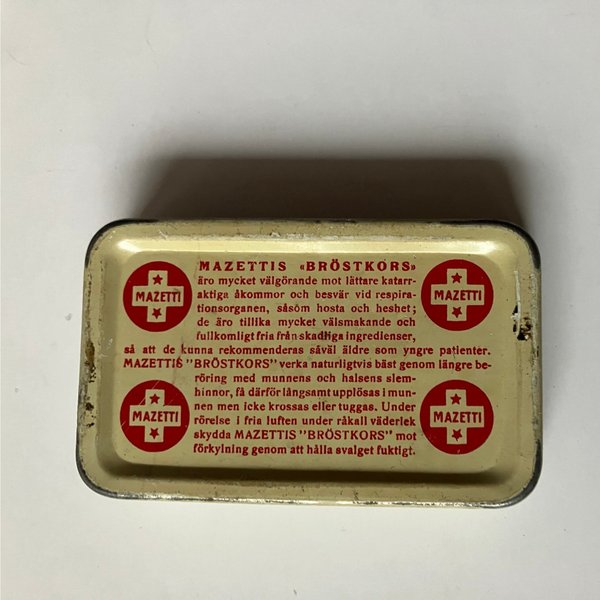 MAZETTIS «BRÖSTKORS»
äro mycket välgörande mot lättare katarr-
aktiga åkommor och besvär vid respira-
tionsorganen, såsom hosta och heshet;
de äro tillika mycket välsmakande och
fullkomligt fria från skadliga ingredienser,
så att de kunna rekommenderas såväl äldre som yngre patienter.
MAZETTIS "BRÖSTKORS" verka naturligtvis bäst genom längre be-
röring med munnens och halsens slem-
hinnor, få därför långsamt upplösas i mun-
nen men icke krossas eller tuggas. Under
rörelse i fria luften under råkall väderlek
skydda MAZETTIS "BRÖSTKORS" mot
förkylning genom att hålla svalget fuktigt.
MAZETTI
MAZETTI
MAZETTI
MAZETTI